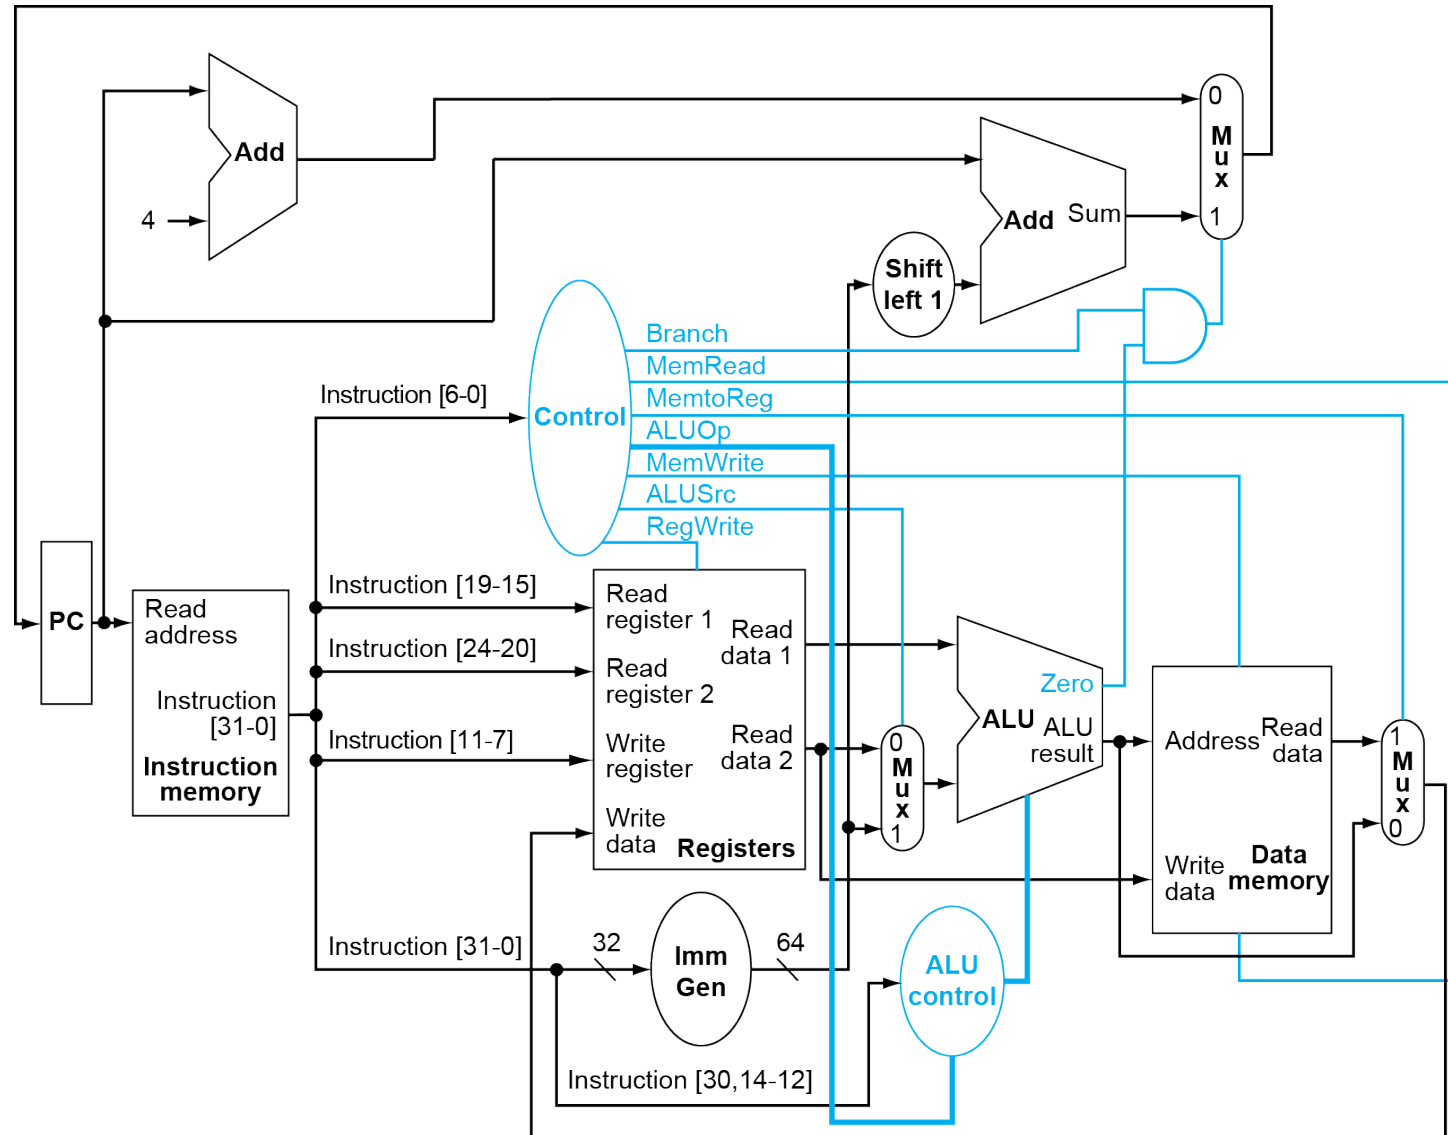 0
M
u
x
1
Add
4
Add Sum
Shift
left 1
Branch
MemRead
MemtoReg
ALUOp
MemWrite
ALUSrc
RegWrite
Control
Instruction [6-0]
PC
Read
address
Instruction
[31-0]
Instruction
memory
Instruction [19-15]
Instruction [24-20]
Instruction [11-7]
Instruction [31-0]
Read
register 1
Read
register 2
Write
register
Write
data
Read
data 1
Read
data 2
Registers
0
M
u
x
1
Zero
ALU
ALU
result
Address
Read
data
Write
data
Data
memory
1
M
u
x
0
32
Imm
Gen
64
ALU
control
Instruction [30,14-12]